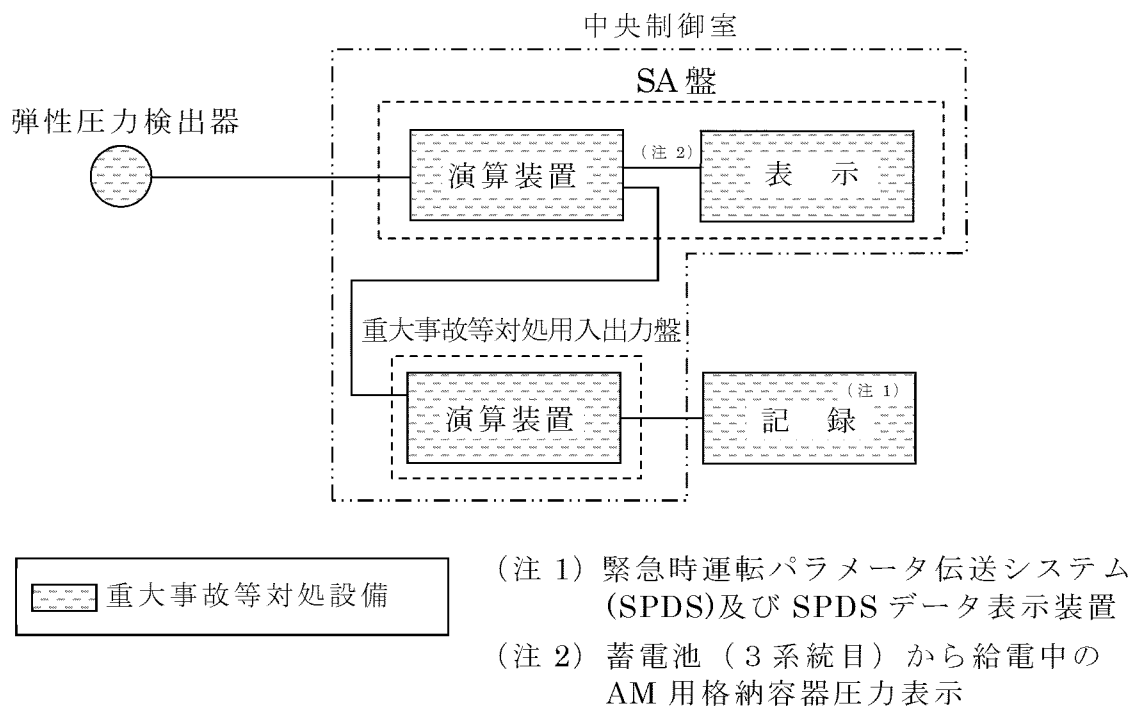 中央制御室
SA盤
弾性圧力検出器
演算装置
(注 2)
表 示
重大事故等対処用入出力盤
演算装置
(注 1)
記 録
重大事故等対処設備
(注 1) 緊急時運転パラメータ伝送システム
(SPDS)及び SPDS データ表示装置
(注 2) 蓄電池(3系統目)から給電中の
AM 用格納容器圧力表示